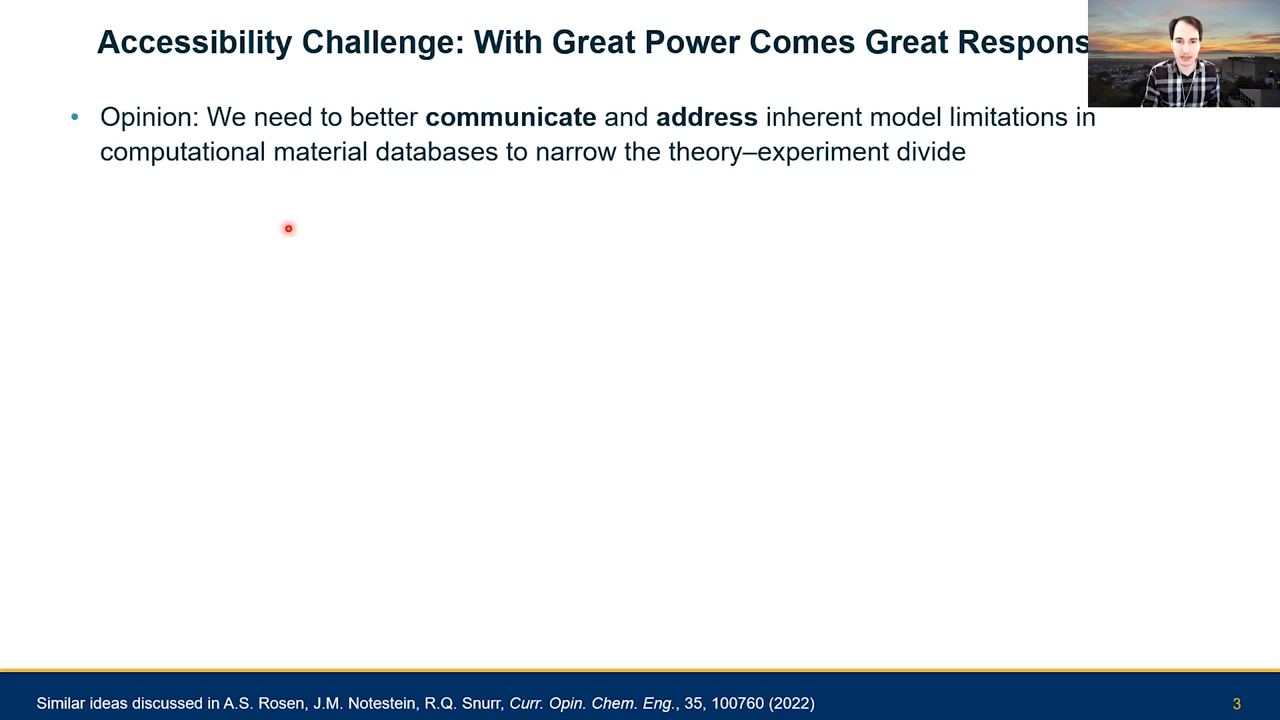 Accessibility Challenge: With Great Power Comes Great Respons
• Opinion: We need to better communicate and address inherent model limitations in
computational material databases to narrow the theory–experiment divide
Similar ideas discussed in A.S. Rosen, J.M. Notestein, R.Q. Snurr, Curr. Opin. Chem. Eng., 35, 100760 (2022)
3